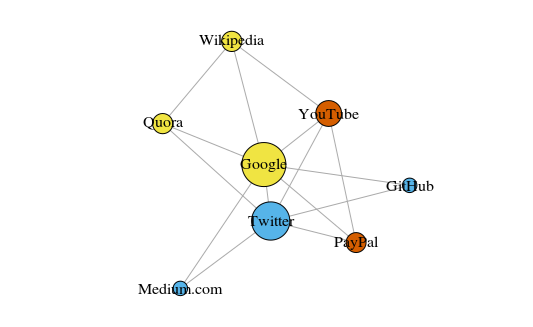 Wikipedia
YouTube
Quora
Google
GitHub
Twitter
PayPal
Medium.com